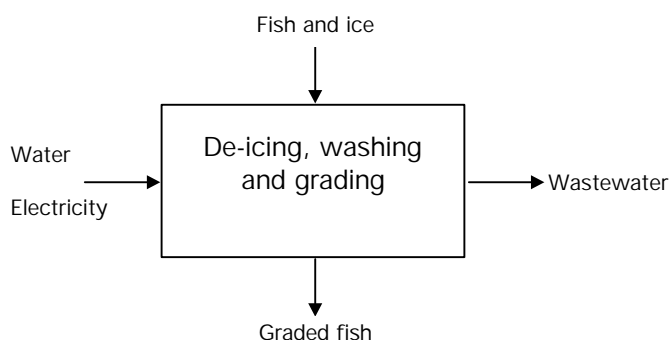 Fish and ice
De-icing, washing
and grading
Water
Electricity
Wastewater
Graded fish